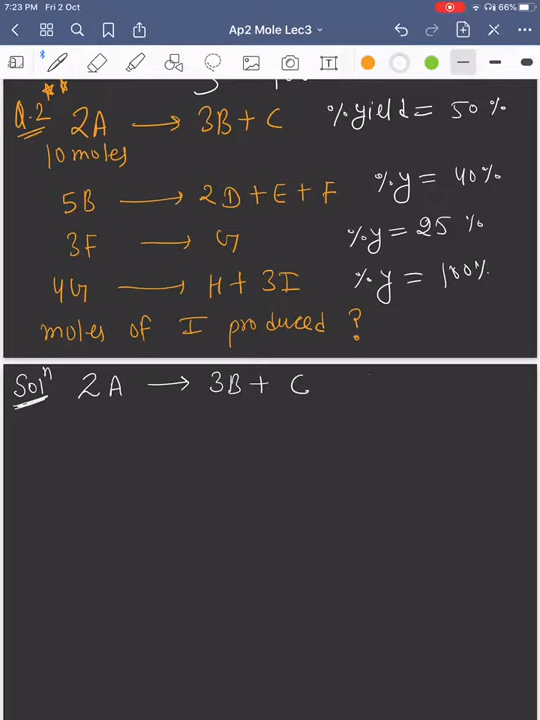 7:23 PM Fri 2 Oct 66%
Ap2 Mole Lec3
Q.2 2A → 3B + C %yield = 50%
10 moles
5B → 2D + E + F %y = 40%
3F → G %y = 25%
4G → H + 3I %y = 100%
moles of I produced ?
Solⁿ 2A → 3B + C